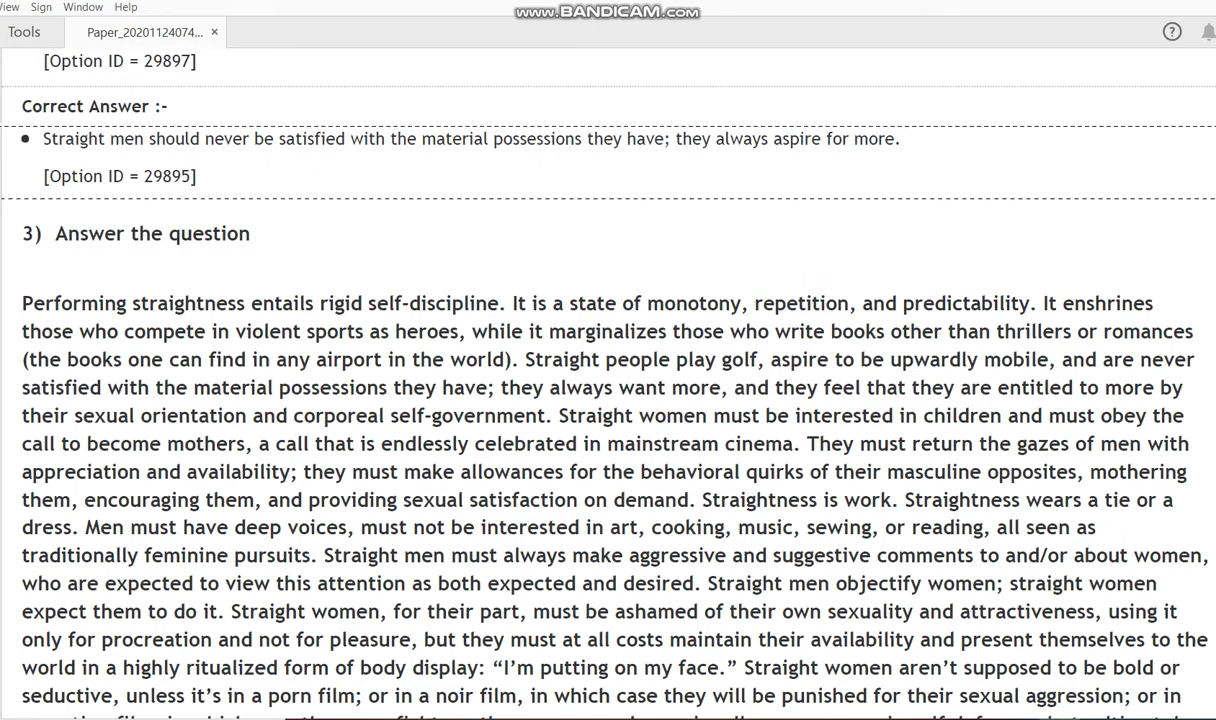 View Sign Window Help
www.BANDICAM.com
Tools Paper_20201124074... ×
[Option ID = 29897]
Correct Answer :-
• Straight men should never be satisfied with the material possessions they have; they always aspire for more.
[Option ID = 29895]
3) Answer the question
Performing straightness entails rigid self-discipline. It is a state of monotony, repetition, and predictability. It enshrines
those who compete in violent sports as heroes, while it marginalizes those who write books other than thrillers or romances
(the books one can find in any airport in the world). Straight people play golf, aspire to be upwardly mobile, and are never
satisfied with the material possessions they have; they always want more, and they feel that they are entitled to more by
their sexual orientation and corporeal self-government. Straight women must be interested in children and must obey the
call to become mothers, a call that is endlessly celebrated in mainstream cinema. They must return the gazes of men with
appreciation and availability; they must make allowances for the behavioral quirks of their masculine opposites, mothering
them, encouraging them, and providing sexual satisfaction on demand. Straightness is work. Straightness wears a tie or a
dress. Men must have deep voices, must not be interested in art, cooking, music, sewing, or reading, all seen as
traditionally feminine pursuits. Straight men must always make aggressive and suggestive comments to and/or about women,
who are expected to view this attention as both expected and desired. Straight men objectify women; straight women
expect them to do it. Straight women, for their part, must be ashamed of their own sexuality and attractiveness, using it
only for procreation and not for pleasure, but they must at all costs maintain their availability and present themselves to the
world in a highly ritualized form of body display: “I’m putting on my face.” Straight women aren’t supposed to be bold or
seductive, unless it’s in a porn film; or in a noir film, in which case they will be punished for their sexual aggression; or in